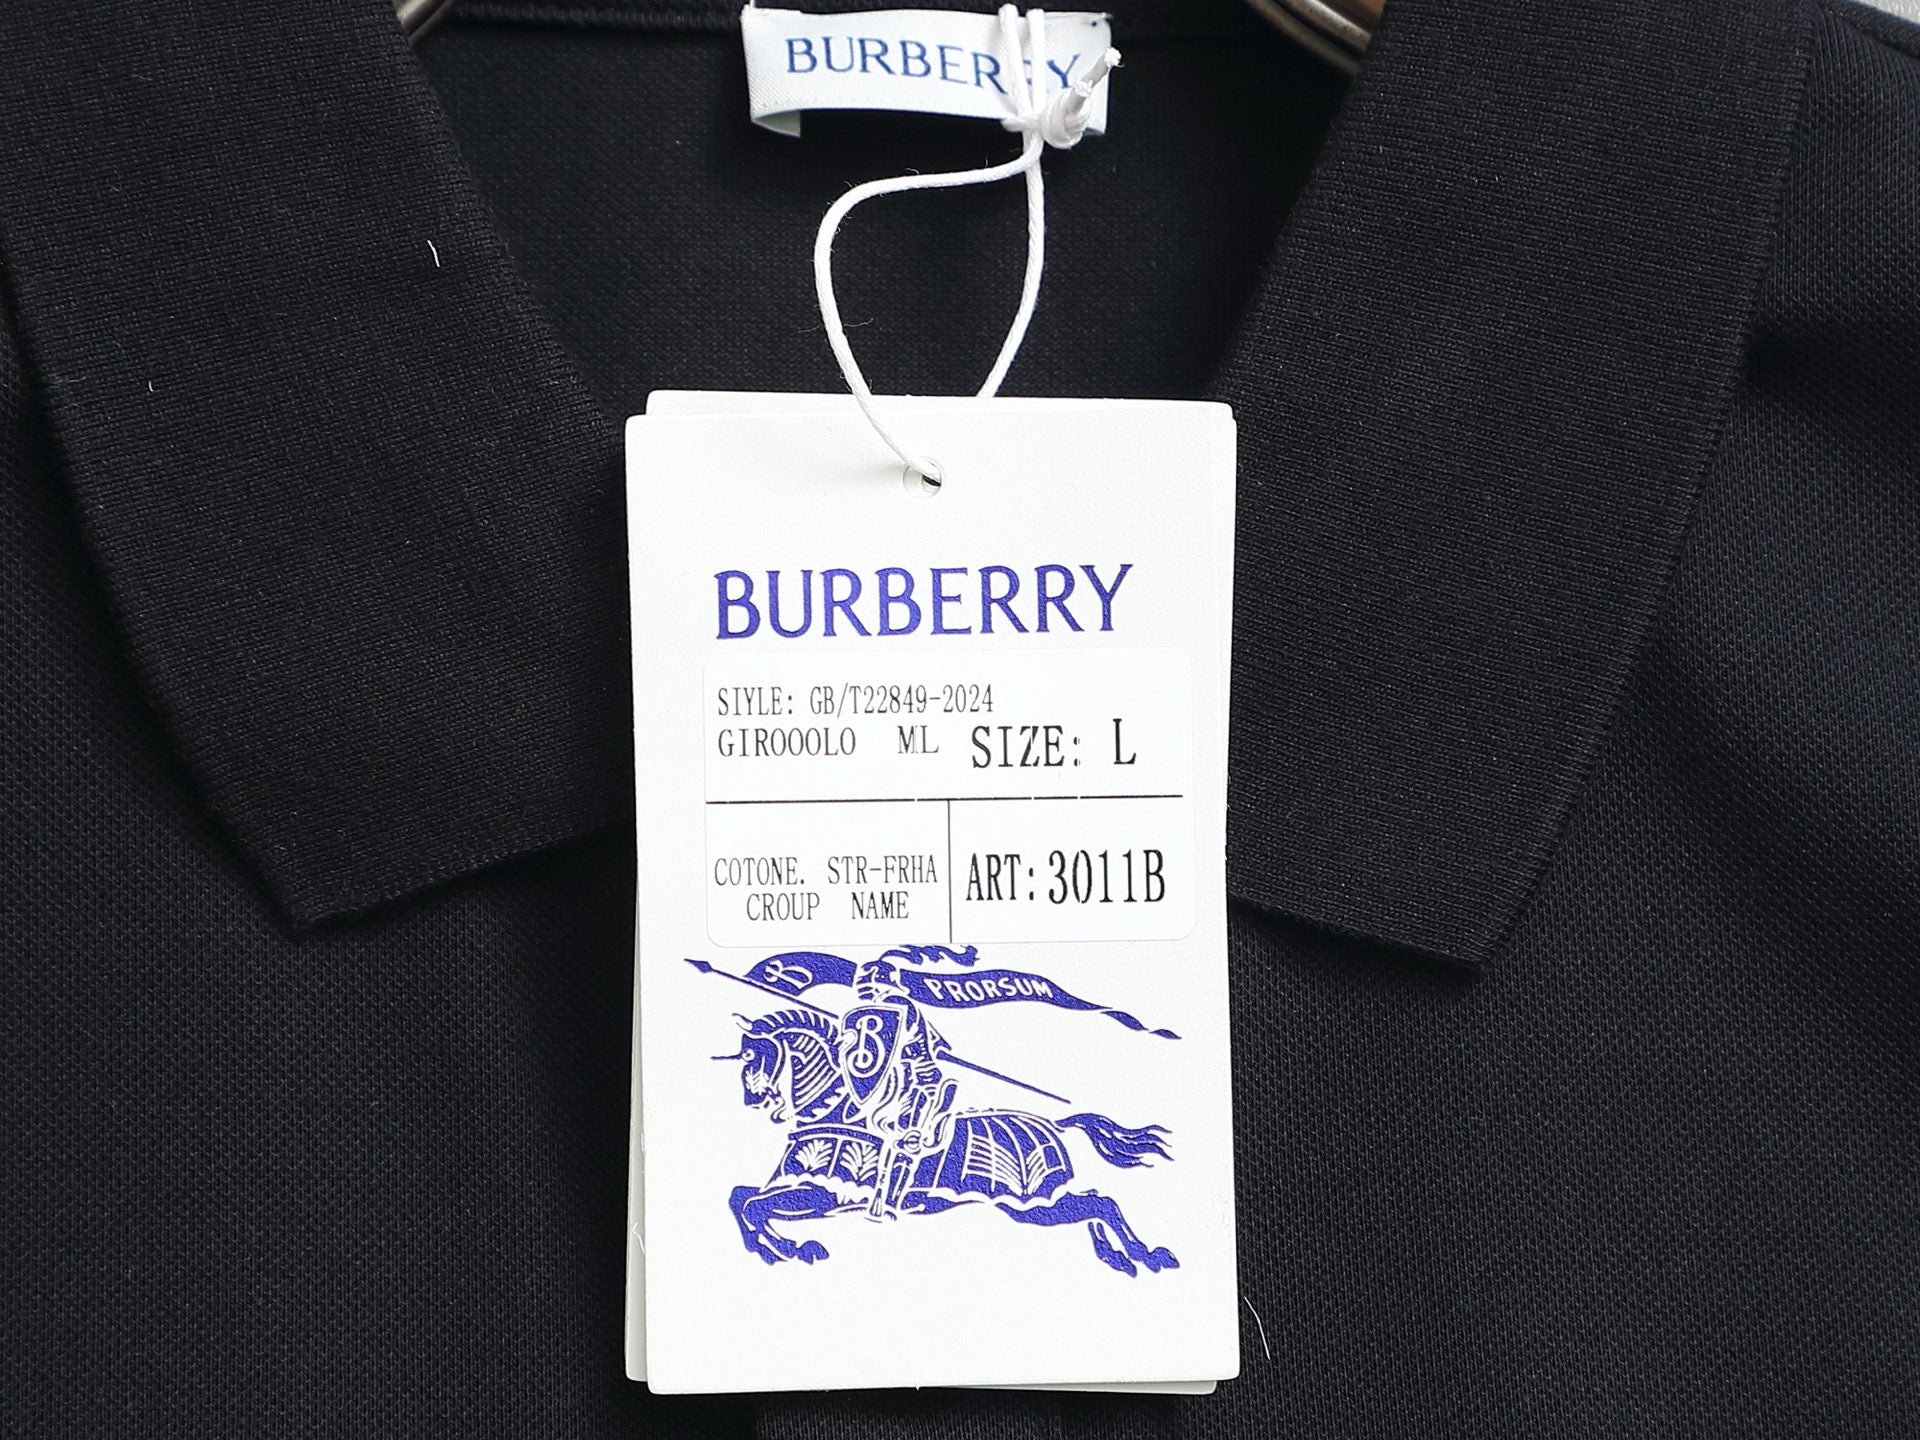 BURBERRY
BURBERRY
SIYLE: GB/T22849-2024
GIROOOLO ML SIZE: L
COTONE. STR-FRHA
CROUP NAME
ART: 3011B
PRORSUM
B